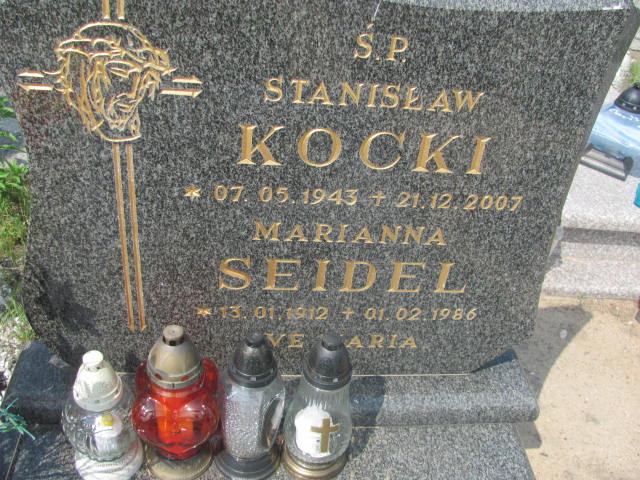 Ś.P.
STANISŁAW
KOCKI
* 07.05.1943 + 21.12.2007
MARIANNA
SEIDEL
* 13.01.1912 + 01.02.1986